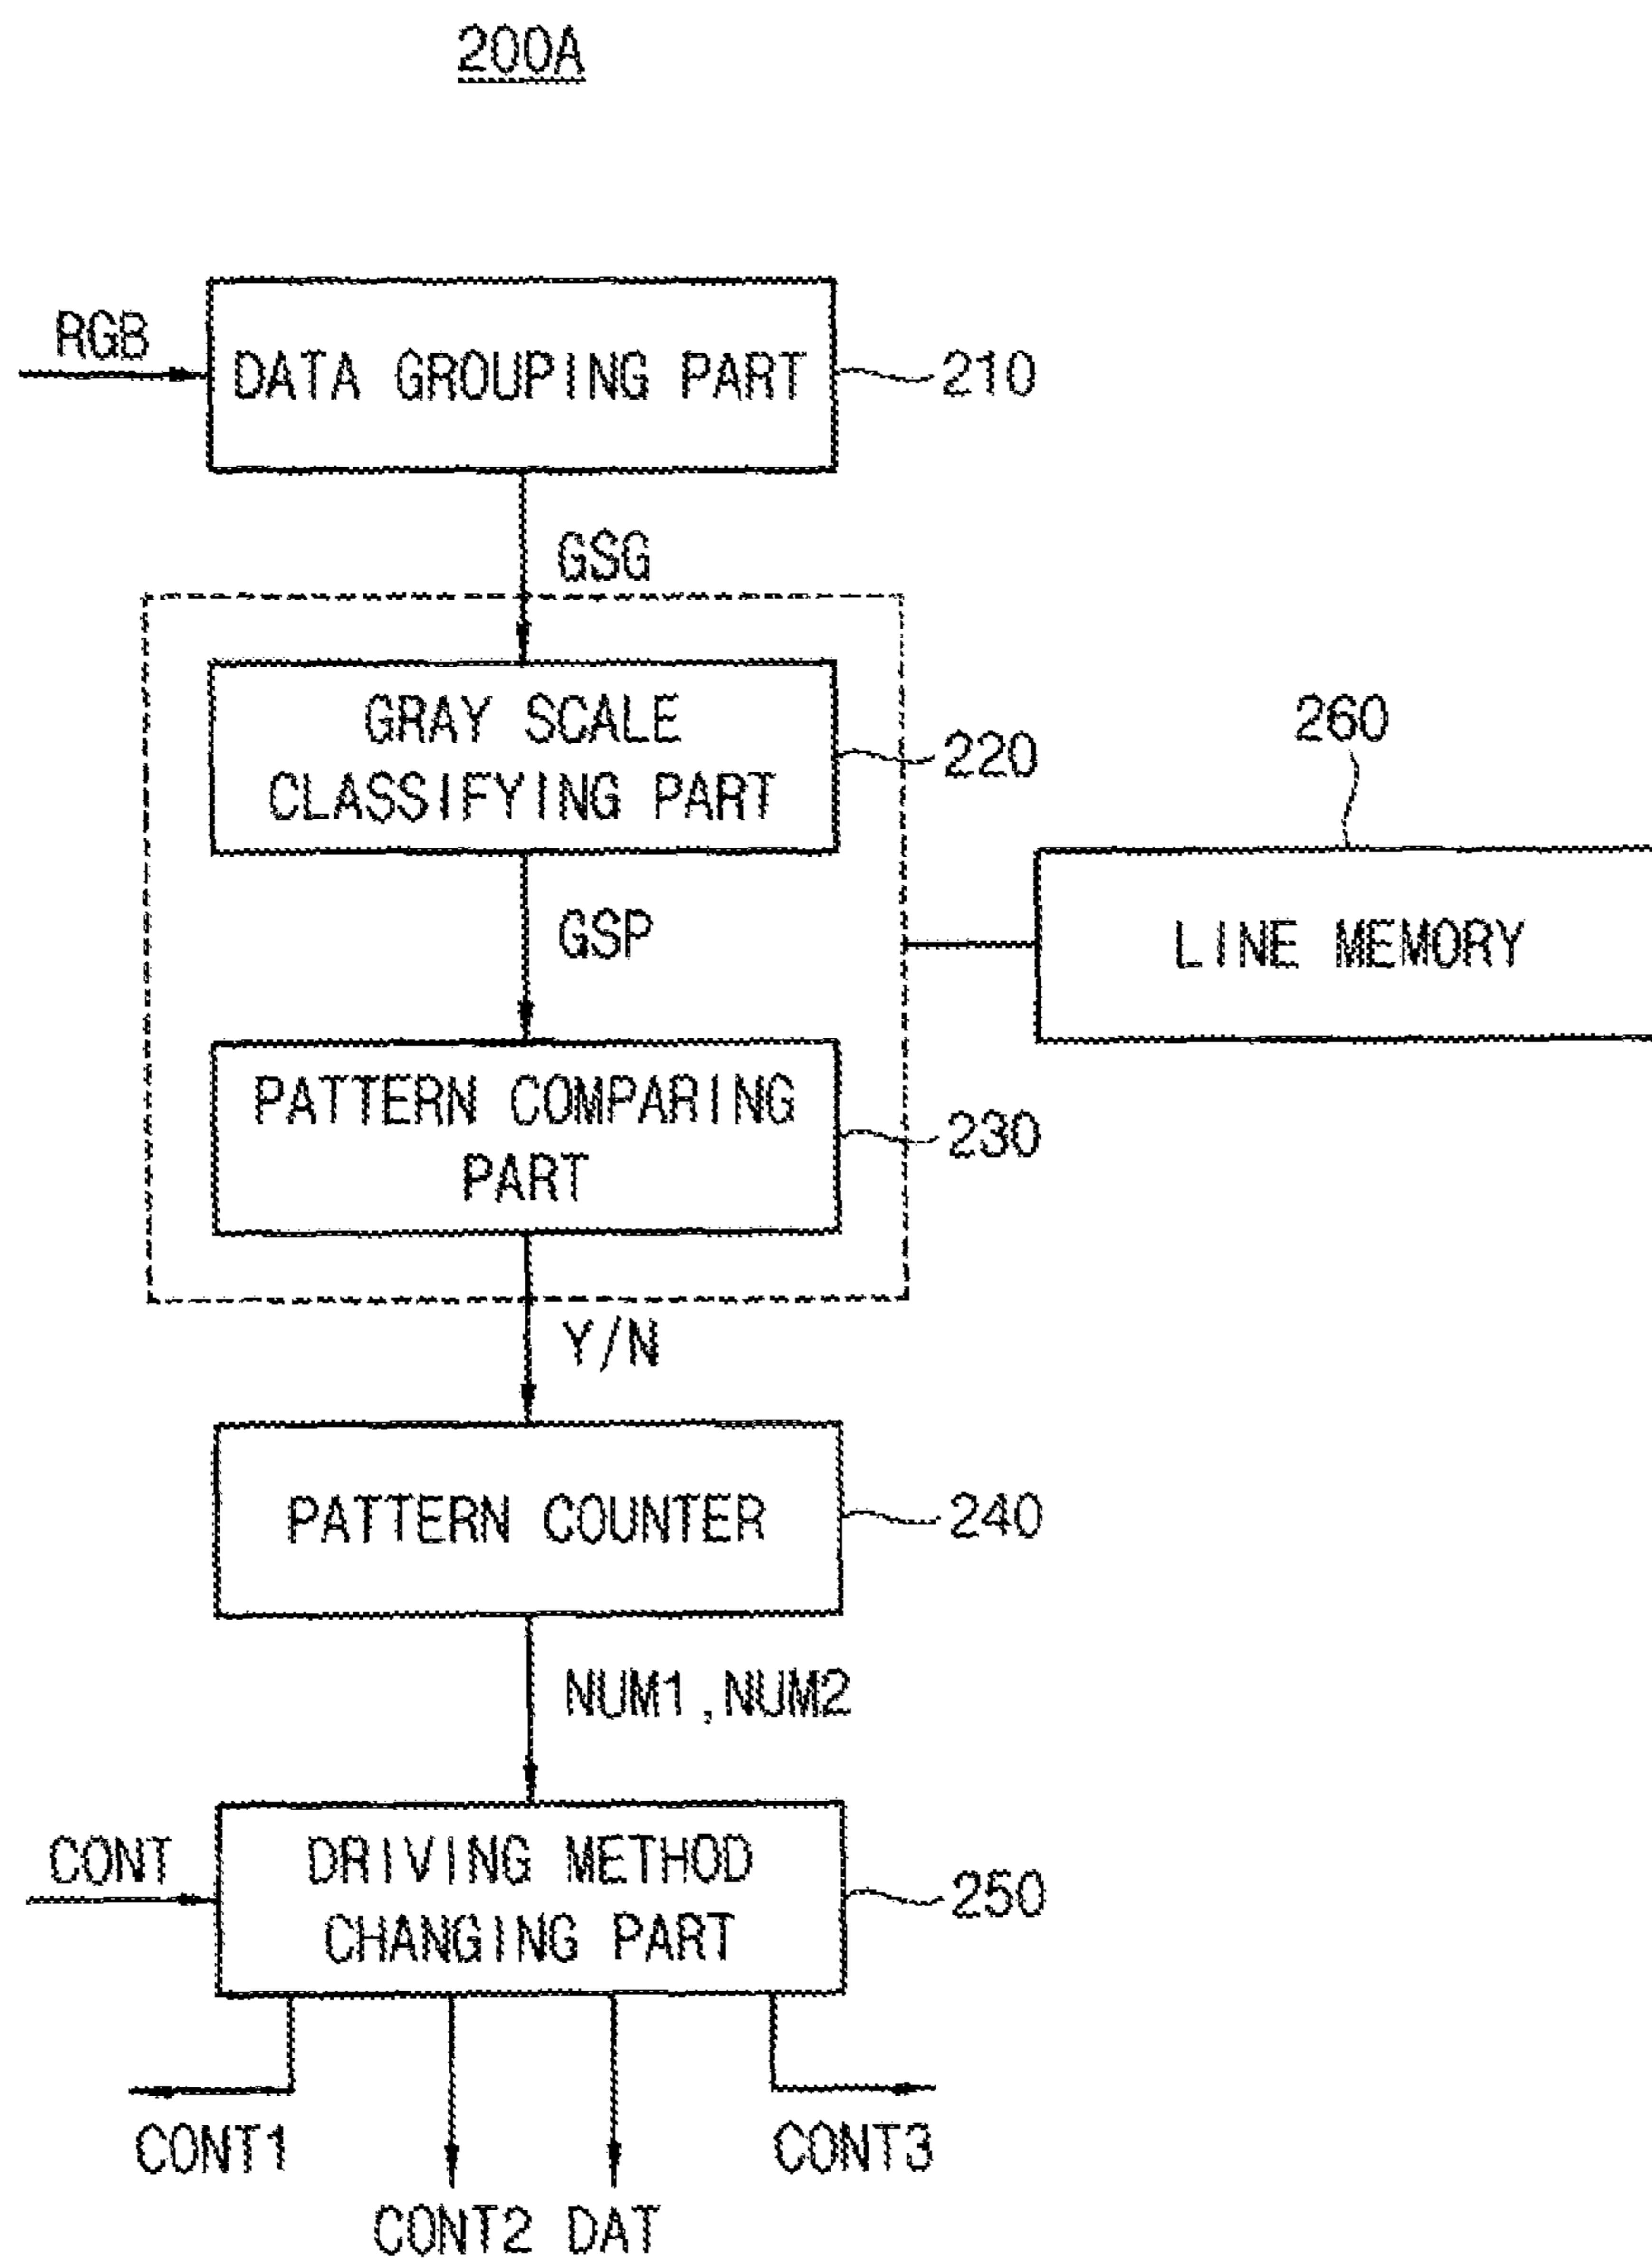 200A
RGB
DATA GROUPING PART
210
GSG
GRAY SCALE
CLASSIFYING PART
220
260
GSP
LINE MEMORY
PATTERN COMPARING
PART
230
Y/N
PATTERN COUNTER
240
NUM1,NUM2
CONT
DRIVING METHOD
CHANGING PART
250
CONT1
CONT3
CONT2 DAT